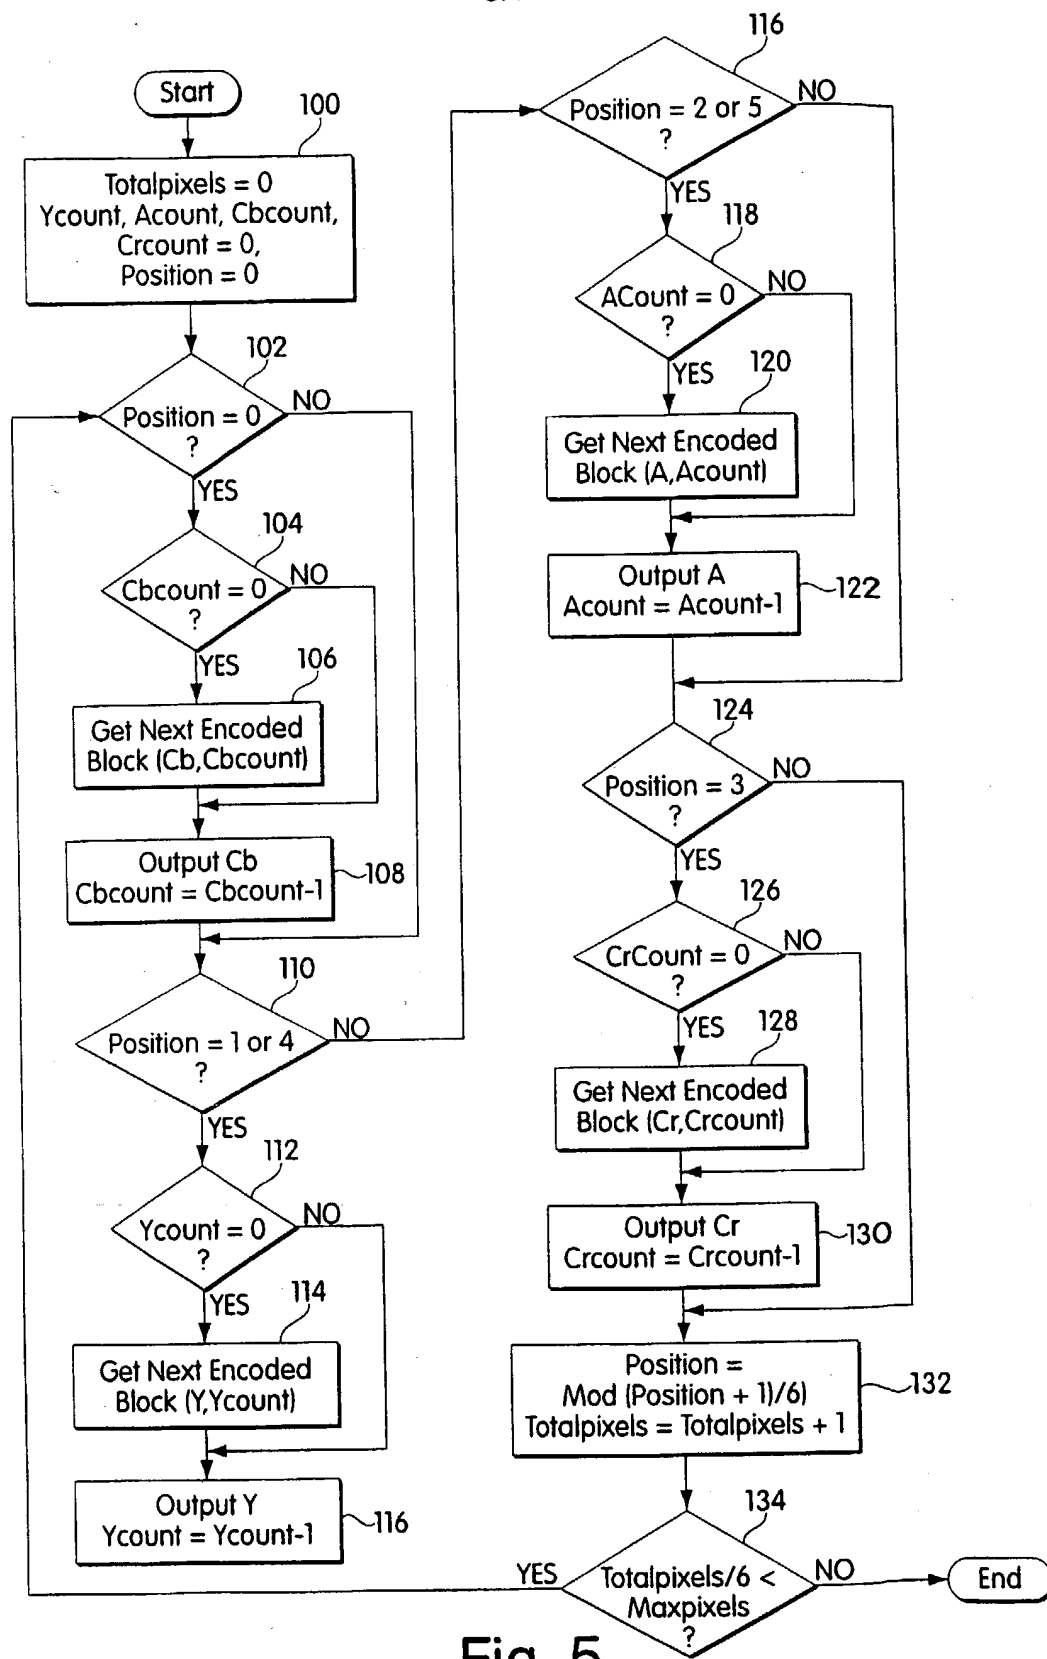 Start
100
Totalpixels = 0
Ycount, Acount, Cbcount,
Crcount = 0,
Position = 0
102
Position = 0
?
NO
YES
104
Cbcount = 0
?
NO
YES
106
Get Next Encoded
Block (Cb,Cbcount)
Output Cb
Cbcount = Cbcount-1
108
110
Position = 1 or 4
?
NO
YES
112
Ycount = 0
?
NO
YES
114
Get Next Encoded
Block (Y,Ycount)
Output Y
Ycount = Ycount-1
116
116
Position = 2 or 5
?
NO
YES
118
ACount = 0
?
NO
YES
120
Get Next Encoded
Block (A,Acount)
Output A
Acount = Acount-1
122
124
Position = 3
?
NO
YES
126
CrCount = 0
?
NO
YES
128
Get Next Encoded
Block (Cr,Crcount)
Output Cr
Crcount = Crcount-1
130
Position =
Mod (Position + 1)/6)
Totalpixels = Totalpixels + 1
132
134
Totalpixels/6 <
Maxpixels
?
YES
NO
End
Fig. 5